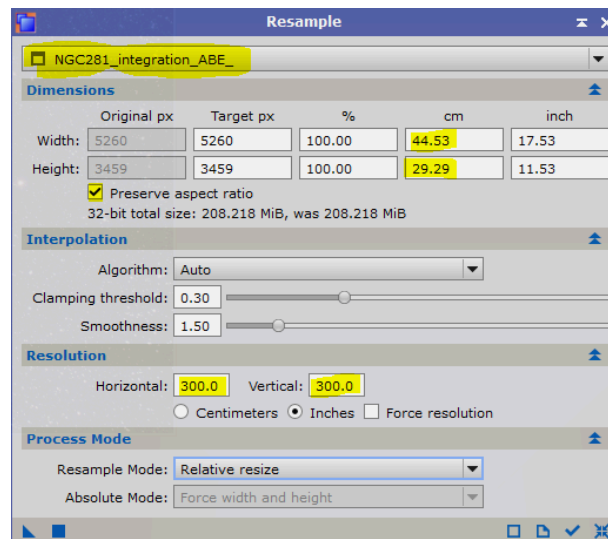 Resample
NGC281_integration_ABE_
Dimensions
Original px Target px % cm inch
Width: 5260 5260 100.00 44.53 17.53
Height: 3459 3459 100.00 29.29 11.53
Preserve aspect ratio
32-bit total size: 208.218 MiB, was 208.218 MiB
Interpolation
Algorithm: Auto
Clamping threshold: 0.30
Smoothness: 1.50
Resolution
Horizontal: 300.0 Vertical: 300.0
Centimeters Inches Force resolution
Process Mode
Resample Mode: Relative resize
Absolute Mode: Force width and height